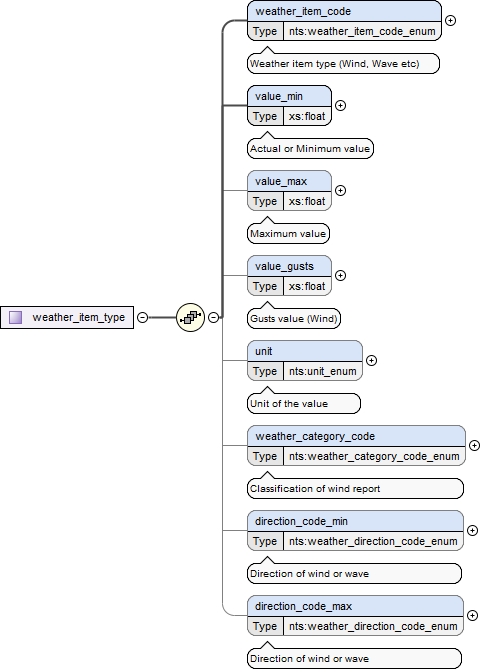 weather_item_code
Type nts:weather_item_code_enum
Weather item type (Wind, Wave etc)
value_min
Type xs:float
Actual or Minimum value
value_max
Type xs:float
Maximum value
value_gusts
Type xs:float
Gusts value (Wind)
weather_item_type
unit
Type nts:unit_enum
Unit of the value
weather_category_code
Type nts:weather_category_code_enum
Classification of wind report
direction_code_min
Type nts:weather_direction_code_enum
Direction of wind or wave
direction_code_max
Type nts:weather_direction_code_enum
Direction of wind or wave